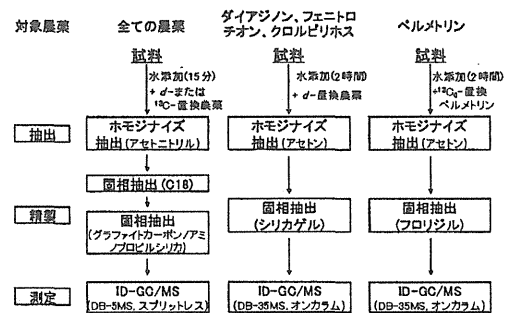 対象農薬
全ての農薬
ダイアジノン、フェニトロ
チオン、クロルピリホス
ペルメトリン
試料
試料
試料
水添加(15分)
+ d-または
¹³C-置換農薬
水添加(2時間)
+ d-置換農薬
水添加(2時間)
+¹³C₆-置換
ペルメトリン
抽出
ホモジナイズ
抽出(アセトニトリル)
ホモジナイズ
抽出(アセトン)
ホモジナイズ
抽出(アセトン)
固相抽出(C18)
精製
固相抽出
(グラファイトカーボン/アミ
ノプロピルシリカ)
固相抽出
(シリカゲル)
固相抽出
(フロリジル)
測定
ID-GC/MS
(DB-5MS, スプリットレス)
ID-GC/MS
(DB-35MS, オンカラム)
ID-GC/MS
(DB-35MS, オンカラム)